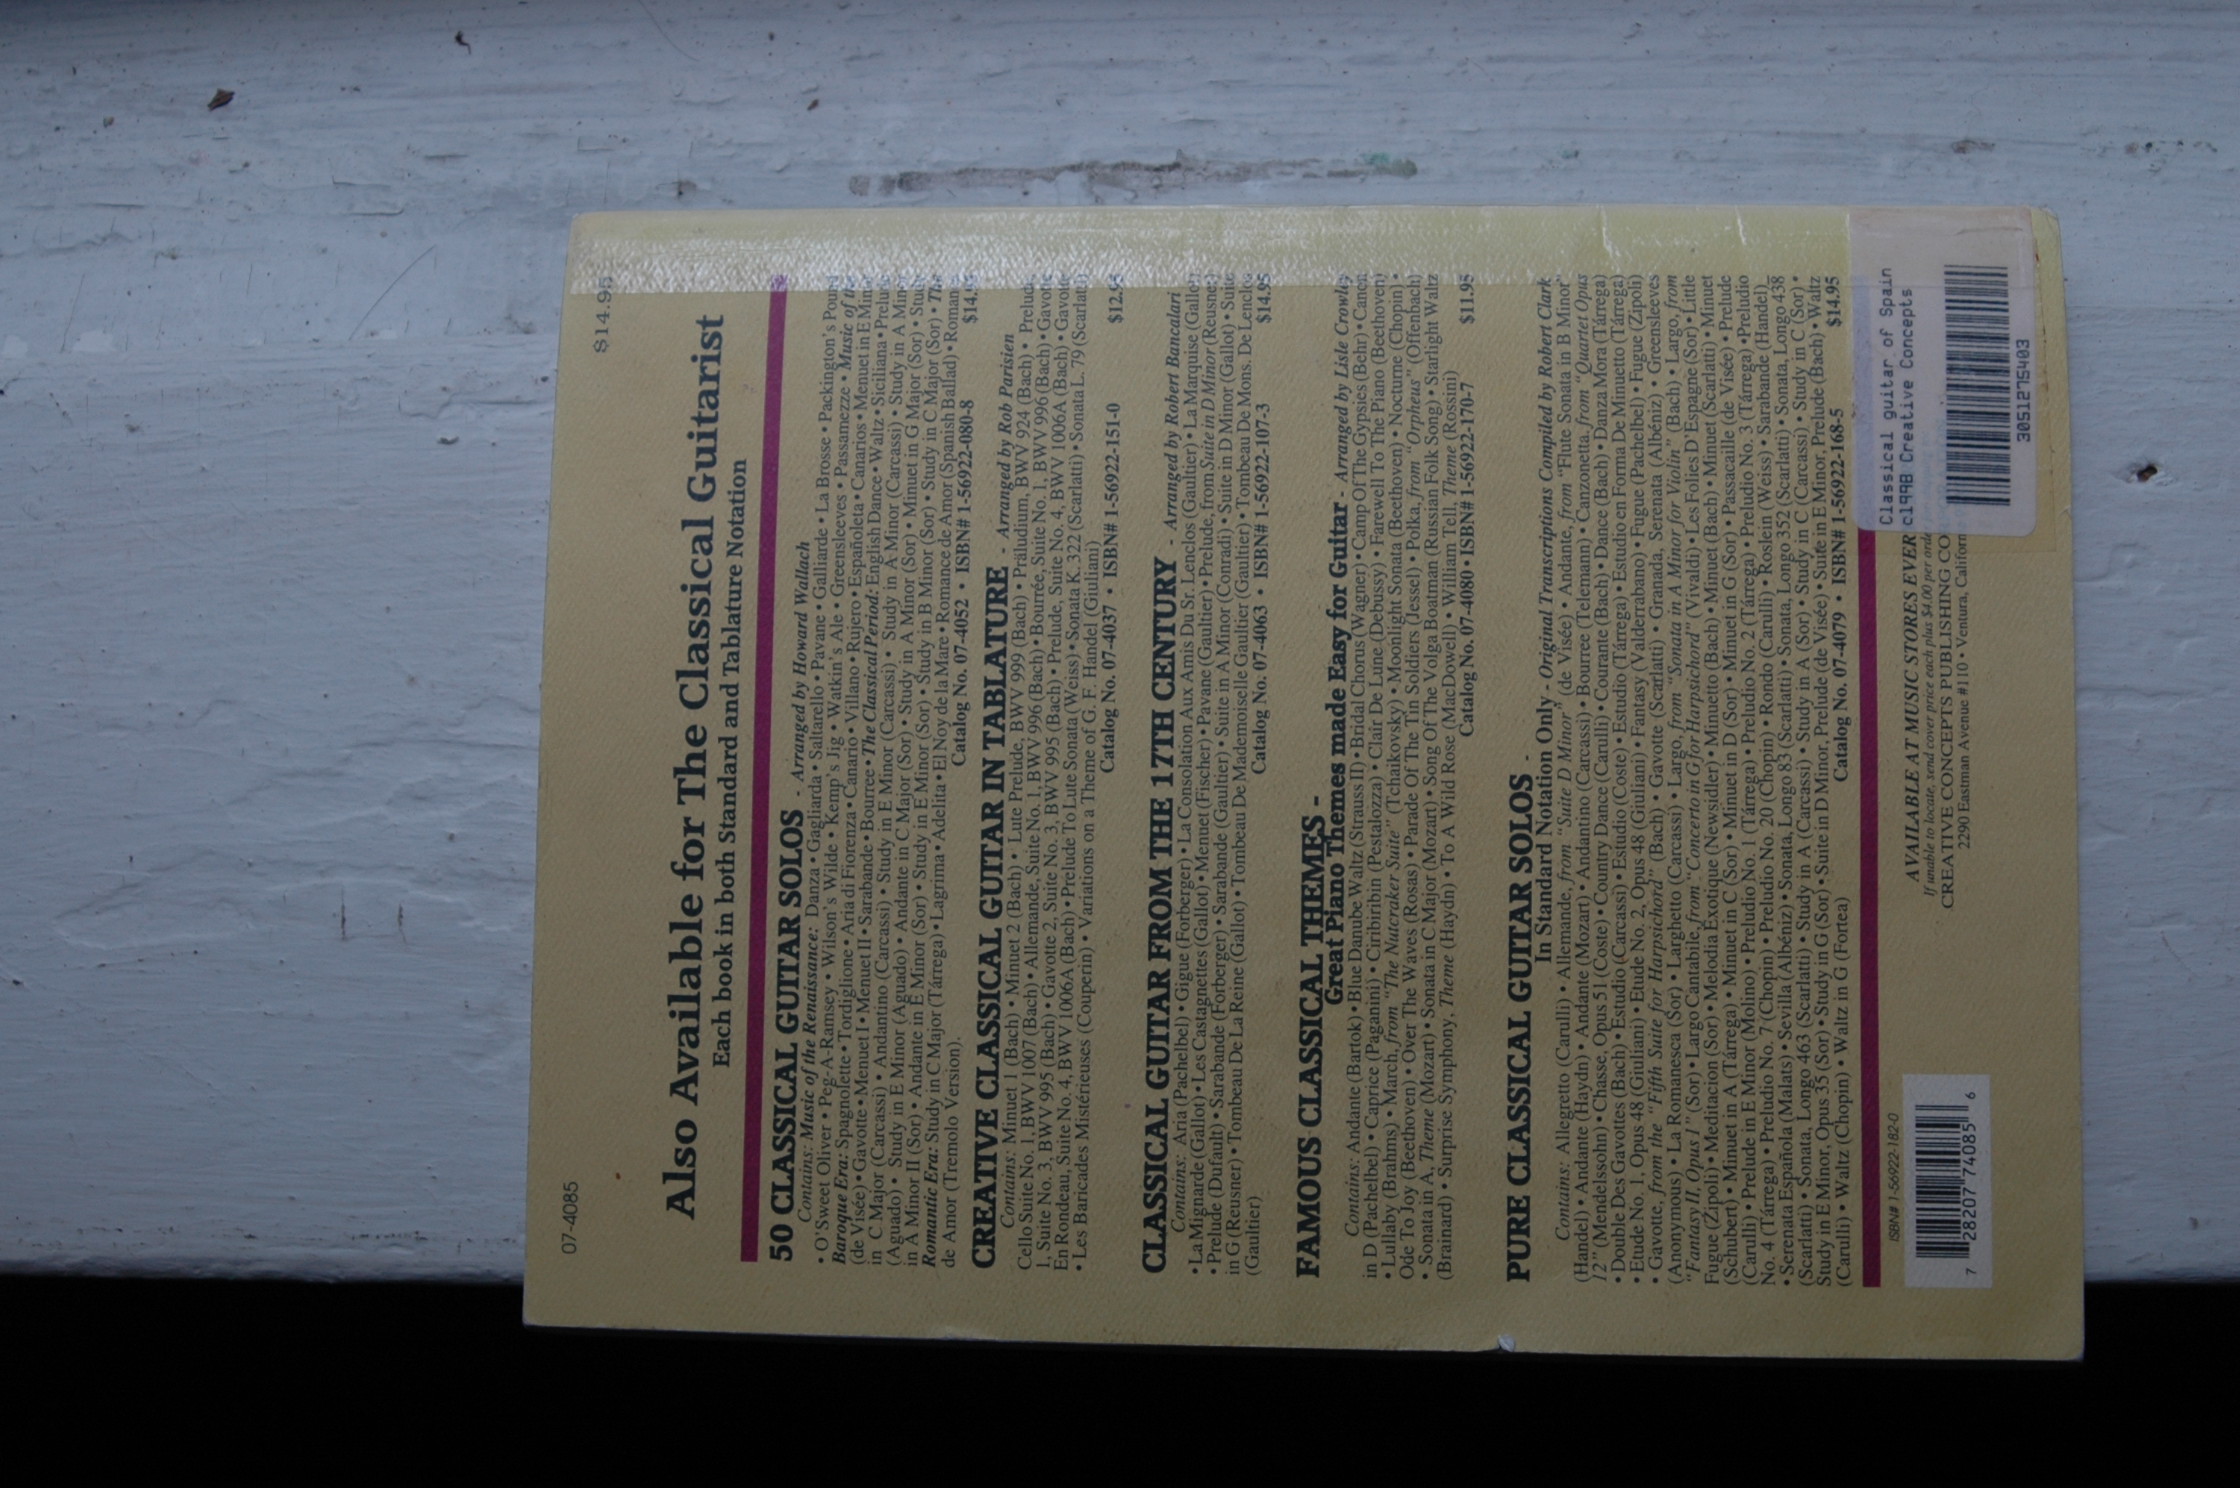 07-4085
$14.95
Also Available for The Classical Guitarist
Each book in both Standard and Tablature Notation
50 CLASSICAL GUITAR SOLOS - Arranged by Howard Wallach
Contains: Music of the Renaissance: Danza • Gagliarda • Saltarello • Pavane • Galliarde • La Brosse • Packington's Pound
• O'Sweet Oliver • Peg-A-Ramsey • Wilson's Wilde • Kemp's Jig • Watkin's Ale • Greensleeves • Passamezze • Music of the
Baroque Era: Spagnolette • Tordiglione • Aria di Fiorenza • Canario • Villano • Rujero • Española • Canarios • Menuet in E Minor
(de Visée) • Gavotte • Menuet I • Menuet II • Sarabande • Bourree • The Classical Period: English Dance • Waltz • Siciliana • Prelude
in C Major (Carcassi) • Andantino (Carcassi) • Study in E Minor (Carcassi) • Study in A Minor (Carcassi) • Study in A Minor
(Aguado) • Study in E Minor (Aguado) • Andante in C Major (Sor) • Study in A Minor (Sor) • Minuet in G Major (Sor) • Study
in A Minor II (Sor) • Andante in E Minor (Sor) • Study in E Minor (Sor) • Study in B Minor (Sor) • Study in C Major (Sor) • The
Romantic Era: Study in C Major (Tárrega) • Lagrima • Adelita • El Noy de la Mare • Romance de Amor (Spanish Ballad) • Roman
de Amor (Tremolo Version).
Catalog No. 07-4052 • ISBN# 1-56922-080-8 $14.95
CREATIVE CLASSICAL GUITAR IN TABLATURE - Arranged by Rob Parisien
Contains: Minuet 1 (Bach) • Minuet 2 (Bach) • Lute Prelude, BWV 999 (Bach) • Präludium, BWV 924 (Bach) • Prelude,
Cello Suite No. 1, BWV 1007 (Bach) • Allemande, Suite No. 1, BWV 996 (Bach) • Bourrée, Suite No. 1, BWV 996 (Bach) • Gavotte
1, Suite No. 3, BWV 995 (Bach) • Gavotte 2, Suite No. 3, BWV 995 (Bach) • Prelude, Suite No. 4, BWV 1006A (Bach) • Gavotte
En Rondeau, Suite No. 4, BWV 1006A (Bach) • Prelude To Lute Sonata (Weiss) • Sonata K. 322 (Scarlatti) • Sonata L. 79 (Scarlatti)
• Les Baricades Mistérieuses (Couperin) • Variations on a Theme of G. F. Handel (Giuliani)
Catalog No. 07-4037 • ISBN# 1-56922-151-0 $12.95
CLASSICAL GUITAR FROM THE 17TH CENTURY - Arranged by Robert Bancalari
Contains: Aria (Pachelbel) • Gigue (Forberger) • La Consolation Aux Amis Du Sr. Lenclos (Gaultier) • La Marquise (Gallot)
• La Mignarde (Gallot) • Les Castagnettes (Gallot) • Menuet (Fischer) • Pavane (Gaultier) • Prelude, from Suite in D Minor (Reusner)
• Prelude (Dufault) • Sarabande (Forberger) • Sarabande (Gaultier) • Suite in A Minor (Conradi) • Suite in D Minor (Gallot) • Suite
in G (Reusner) • Tombeau De La Reine (Gallot) • Tombeau De Mademoiselle Gaultier (Gaultier) • Tombeau De Mons. De Lenclos
(Gaultier)
Catalog No. 07-4063 • ISBN# 1-56922-107-3 $14.95
FAMOUS CLASSICAL THEMES -
Great Piano Themes made Easy for Guitar - Arranged by Lisle Crowley
Contains: Andante (Bartok) • Blue Danube Waltz (Strauss II) • Bridal Chorus (Wagner) • Camp Of The Gypsies (Behr) • Canon
in D (Pachelbel) • Caprice (Paganini) • Ciribiribin (Pestalozza) • Clair De Lune (Debussy) • Farewell To The Piano (Beethoven)
• Lullaby (Brahms) • March, from "The Nutcraker Suite" (Tchaikovsky) • Moonlight Sonata (Beethoven) • Nocturne (Chopin) •
Ode To Joy (Beethoven) • Over The Waves (Rosas) • Parade Of The Tin Soldiers (Jessel) • Polka, from "Orpheus" (Offenbach)
• Sonata in A, Theme (Mozart) • Sonata in C Major (Mozart) • Song Of The Volga Boatman (Russian Folk Song) • Starlight Waltz
(Brainard) • Surprise Symphony, Theme (Haydn) • To A Wild Rose (MacDowell) • William Tell, Theme (Rossini)
Catalog No. 07-4080 • ISBN# 1-56922-170-7 $11.95
PURE CLASSICAL GUITAR SOLOS -
In Standard Notation Only - Original Transcriptions Compiled by Robert Clark
Contains: Allegretto (Carulli) • Allemande, from "Suite D Minor" (de Visée) • Andante, from "Flute Sonata in B Minor"
(Handel) • Andante (Haydn) • Andante (Mozart) • Andantino (Carcassi) • Bourree (Telemann) • Canzonetta, from "Quartet Opus
12" (Mendelssohn) • Chasse, Opus 51 (Coste) • Country Dance (Carulli) • Courante (Bach) • Dance (Bach) • Danza Mora (Tárrega)
• Double Des Gavottes (Bach) • Estudio (Carcassi) • Estudio (Coste) • Estudio (Tárrega) • Estudio en Forma De Minuetto (Tárrega)
• Etude No. 1, Opus 48 (Giuliani) • Etude No. 2, Opus 48 (Giuliani) • Fantasy (Valderrabano) • Fugue (Pachelbel) • Fugue (Zipoli)
• Gavotte, from the "Fifth Suite for Harpsichord" (Bach) • Gavotte (Scarlatti) • Granada, Serenata (Albéniz) • Greensleeves
(Anonymous) • La Romanesca (Sor) • Larghetto (Carcassi) • Largo, from "Sonata in A Minor for Violin" (Bach) • Largo, from
"Fantasy II, Opus 1" (Sor) • Largo Cantabile, from "Concerto in G for Harpsichord" (Vivaldi) • Les Folies D'Espagne (Sor) • Little
Fugue (Zipoli) • Meditacion (Sor) • Melodia Exotique (Newsidler) • Minuetto (Bach) • Minuet (Bach) • Minuet (Scarlatti) • Minuet
(Schubert) • Minuet in A (Tárrega) • Minuet in C (Sor) • Minuet in D (Sor) • Minuet in G (Sor) • Passacaille (de Visée) • Prelude
(Carulli) • Prelude in E Minor (Molino) • Preludio No. 1 (Tárrega) • Preludio No. 2 (Tárrega) • Preludio No. 3 (Tárrega) • Preludio
No. 4 (Tárrega) • Preludio No. 7 (Chopin) • Preludio No. 20 (Chopin) • Rondo (Carulli) • Roslein (Weiss) • Sarabande (Handel)
• Serenata Española (Malats) • Sevilla (Albéniz) • Sonata, Longo 83 (Scarlatti) • Sonata, Longo 352 (Scarlatti) • Sonata, Longo 438
(Scarlatti) • Sonata, Longo 463 (Scarlatti) • Study in A (Carcassi) • Study in A (Sor) • Study in C (Carcassi) • Study in C (Sor) •
Study in E Minor, Opus 35 (Sor) • Study in G (Sor) • Suite in D Minor, Prelude (de Visée) • Suite in E Minor, Prelude (Bach) • Waltz
(Carulli) • Waltz (Chopin) • Waltz in G (Fortea)
Catalog No. 07-4079 • ISBN# 1-56922-168-5 $14.95
ISBN# 1-56922-182-0
7 28207 74085 6
AVAILABLE AT MUSIC STORES EVER
If unable to locate, send cover price each plus $4.00 per order
CREATIVE CONCEPTS PUBLISHING CO
2290 Eastman Avenue #110 • Ventura, Californ
Classical guitar of Spain
c1998 Creative Concepts
3051275403